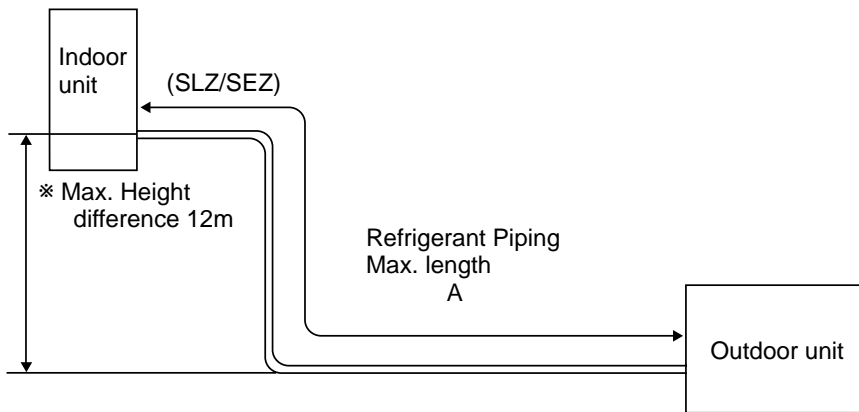 Indoor
unit
(SLZ/SEZ)
※ Max. Height
difference 12m
Refrigerant Piping
Max. length
A
Outdoor unit